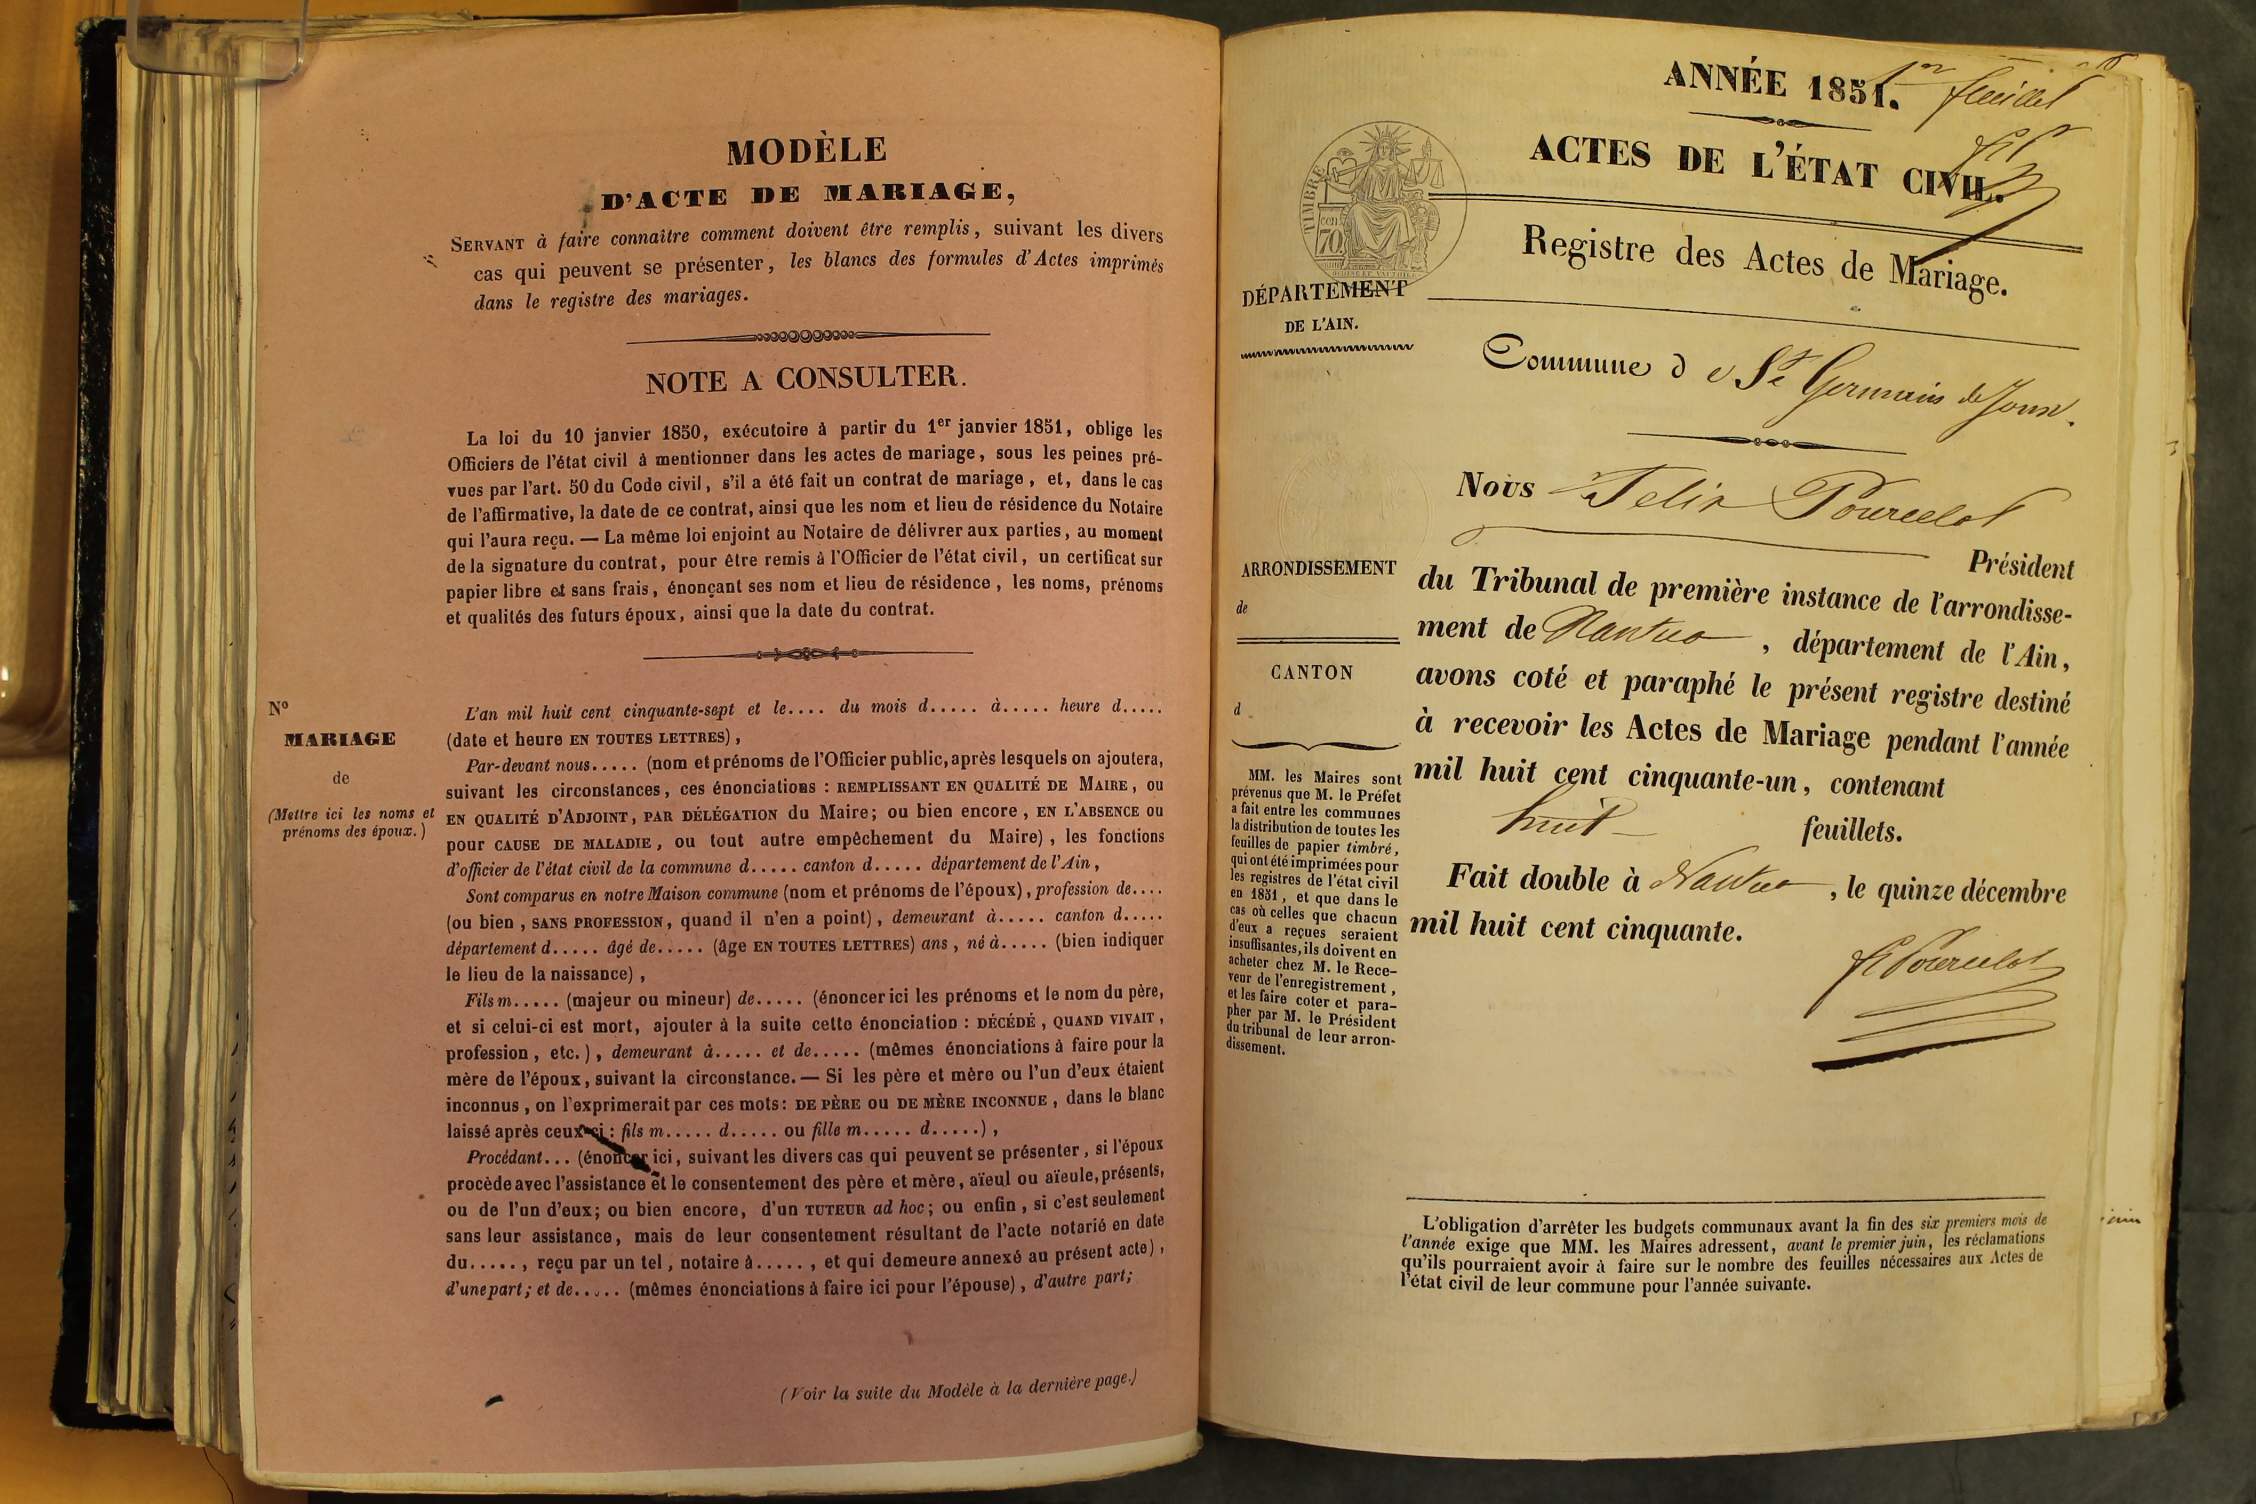 MODÈLE
D'ACTE DE MARIAGE,
SERVANT à faire connaître comment doivent être remplis, suivant les divers
cas qui peuvent se présenter, les blancs des formules d'Actes imprimés
dans le registre des mariages.
NOTE A CONSULTER.
La loi du 10 janvier 1850, exécutoire à partir du 1er janvier 1851, oblige les
Officiers de l'état civil à mentionner dans les actes de mariage, sous les peines pré-
vues par l'art. 50 du Code civil, s'il a été fait un contrat de mariage, et, dans le cas
de l'affirmative, la date de ce contrat, ainsi que les nom et lieu de résidence du Notaire
qui l'aura reçu. — La même loi enjoint au Notaire de délivrer aux parties, au moment
de la signature du contrat, pour être remis à l'Officier de l'état civil, un certificat sur
papier libre et sans frais, énonçant ses nom et lieu de résidence, les noms, prénoms
et qualités des futurs époux, ainsi que la date du contrat.
No
MARIAGE
de
(Mettre ici les noms et
prénoms des époux.)
L'an mil huit cent cinquante-sept et le.... du mois d..... à..... heure d.....
(date et heure EN TOUTES LETTRES),
Par-devant nous..... (nom et prénoms de l'Officier public, après lesquels on ajoutera,
suivant les circonstances, ces énonciations : REMPLISSANT EN QUALITÉ DE MAIRE, OU
EN QUALITÉ D'ADJOINT, PAR DÉLÉGATION du Maire; ou bien encore, EN L'ABSENCE OU
pour CAUSE DE MALADIE, ou tout autre empêchement du Maire), les fonctions
d'officier de l'état civil de la commune d..... canton d..... département de l'Ain,
Sont comparus en notre Maison commune (nom et prénoms de l'époux), profession de....
(ou bien, SANS PROFESSION, quand il n'en a point), demeurant à..... canton d.....
département d..... âgé de..... (âge EN TOUTES LETTRES) ans, né à..... (bien indiquer
le lieu de la naissance),
Fils m..... (majeur ou mineur) de..... (énoncer ici les prénoms et le nom du père,
et si celui-ci est mort, ajouter à la suite cette énonciation : DÉCÉDÉ, QUAND VIVAIT,
profession, etc.), demeurant à..... et de..... (mêmes énonciations à faire pour la
mère de l'époux, suivant la circonstance. — Si les père et mère ou l'un d'eux étaient
inconnus, on l'exprimerait par ces mots: DE PÈRE OU DE MÈRE INCONNUE, dans le blanc
laissé après ceux-ci : fils m..... d..... ou fille m..... d.....),
Procédant... (énoncer ici, suivant les divers cas qui peuvent se présenter, si l'époux
procède avec l'assistance et le consentement des père et mère, aïeul ou aïeule, présents,
ou de l'un d'eux; ou bien encore, d'un TUTEUR ad hoc; ou enfin, si c'est seulement
sans leur assistance, mais de leur consentement résultant de l'acte notarié en date
du....., reçu par un tel, notaire à....., et qui demeure annexé au présent acte),
d'une part; et de..... (mêmes énonciations à faire ici pour l'épouse), d'autre part;
(Voir la suite du Modèle à la dernière page.)
1er feuillet
ANNÉE 1851.
ACTES DE L'ÉTAT CIVIL.
TIMBRE
70
Registre des Actes de Mariage.
DÉPARTEMENT
DE L'AIN.
Commune de St Germain de Joux.
Nous Felix Pourcelot
Président
ARRONDISSEMENT
de
CANTON
d
du Tribunal de première instance de l'arrondisse-
ment de Nantua, département de l'Ain,
avons coté et paraphé le présent registre destiné
à recevoir les Actes de Mariage pendant l'année
mil huit cent cinquante-un, contenant
huit feuillets.
Fait double à Nantua, le quinze décembre
mil huit cent cinquante.
Pourcelot
MM. les Maires sont
prévenus que M. le Préfet
a fait entre les communes
la distribution de toutes les
feuilles de papier timbré,
qui ont été imprimées pour
les registres de l'état civil
en 1851, et que dans le
cas où celles que chacun
d'eux a reçues seraient
insuffisantes, ils doivent en
acheter chez M. le Rece-
veur de l'enregistrement,
et les faire coter et para-
pher par M. le Président
du tribunal de leur arron-
dissement.
L'obligation d'arrêter les budgets communaux avant la fin des six premiers mois de
l'année exige que MM. les Maires adressent, avant le premier juin, les réclamations
qu'ils pourraient avoir à faire sur le nombre des feuilles nécessaires aux Actes de
l'état civil de leur commune pour l'année suivante.